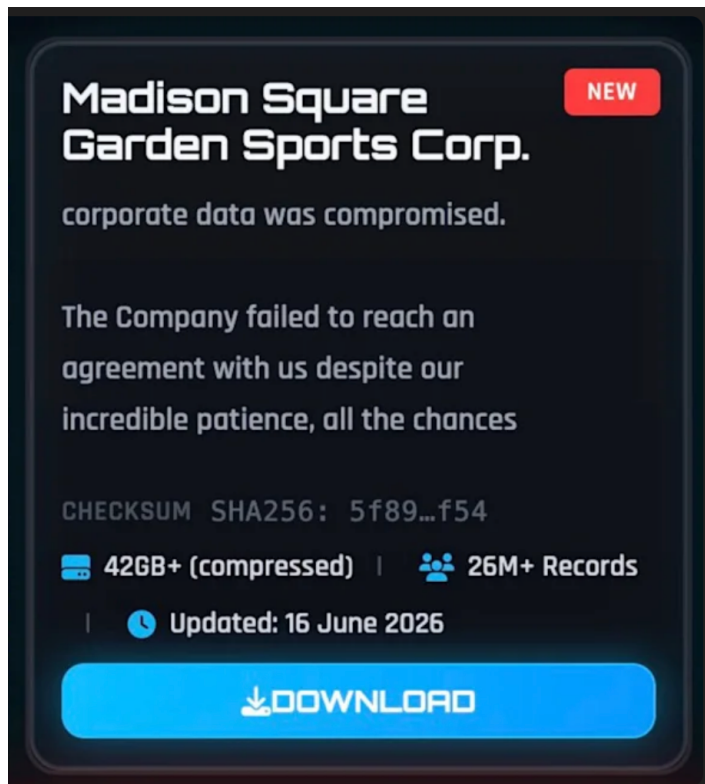 Madison Square
NEW
Garden Sports Corp.
corporate data was compromised.
The Company failed to reach an
agreement with us despite our
incredible patience, all the chances
CHECKSUM SHA256: 5f89…f54
42GB+ (compressed) | 26M+ Records
| Updated: 16 June 2026
DOWNLOAD